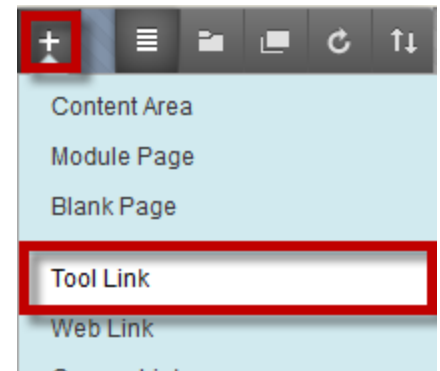 Content Area
Module Page
Blank Page
Tool Link
Web Link